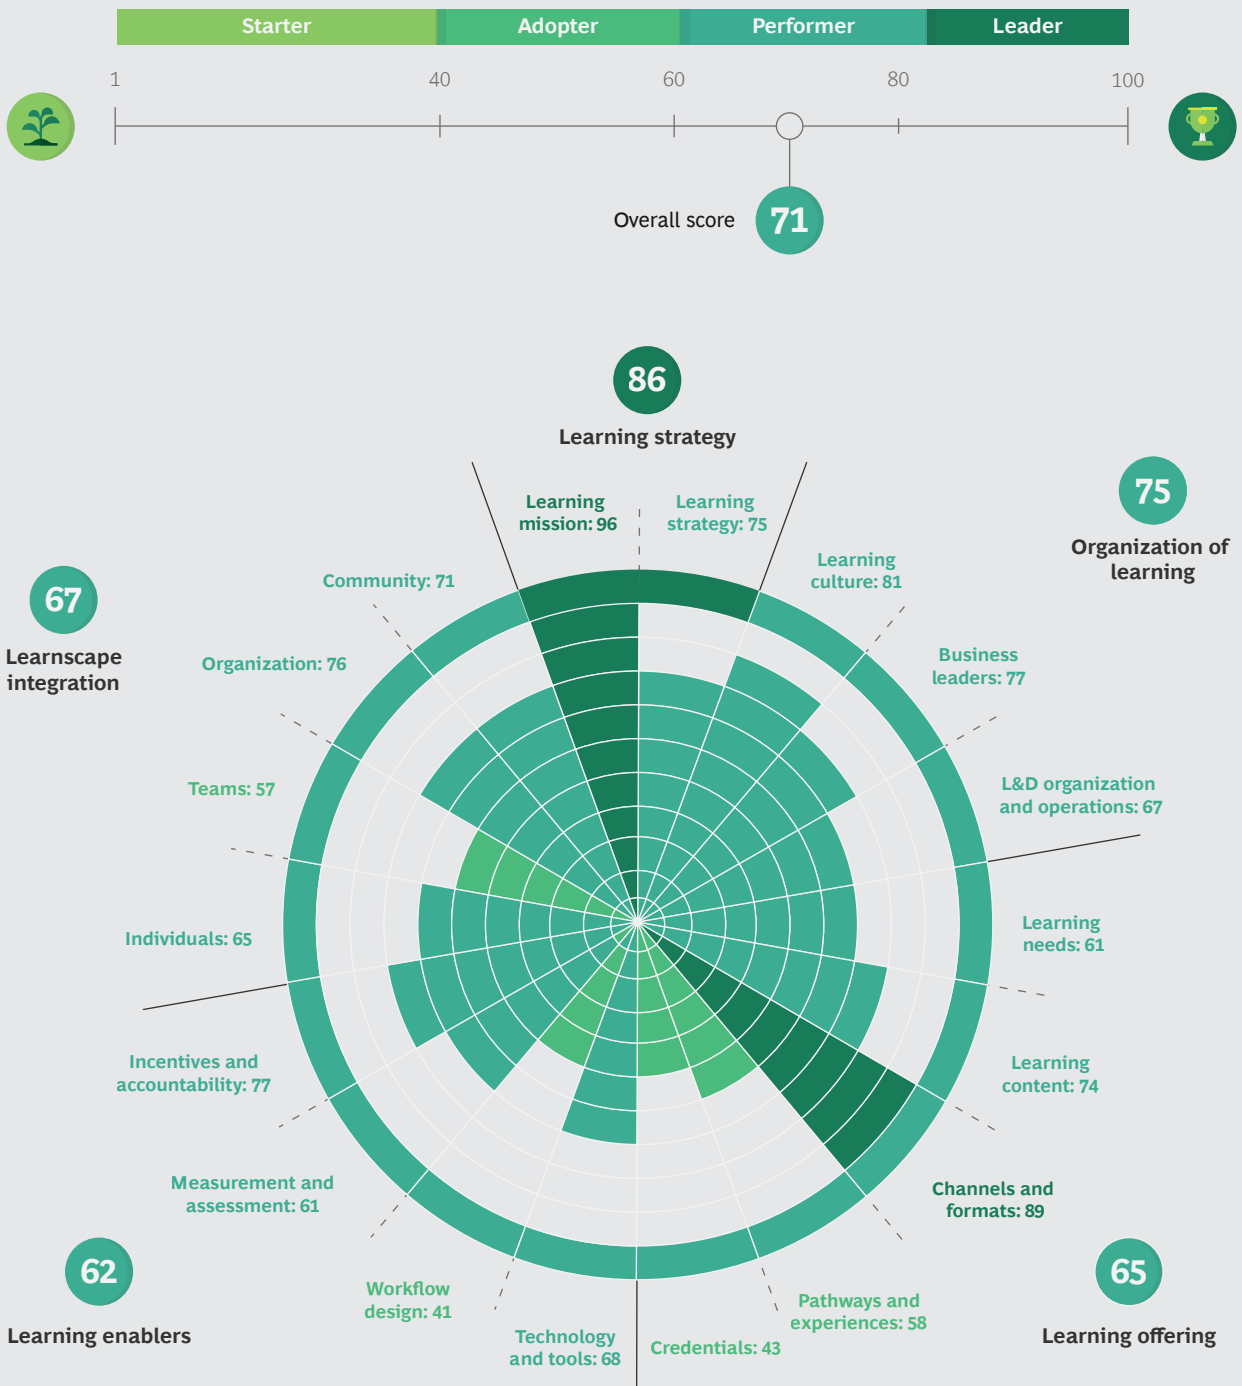 Starter
Adopter
Performer
Leader
1
40
60
80
100
Overall score
71
86
Learning strategy
Learning
mission: 96
Learning
strategy: 75
75
Organization of
learning
Learning
culture: 81
Business
leaders: 77
L&D organization
and operations: 67
Learning
needs: 61
Learning
content: 74
Channels and
formats: 89
65
Learning offering
Pathways and
experiences: 58
Credentials: 43
Technology
and tools: 68
Workflow
design: 41
62
Learning enablers
Measurement and
assessment: 61
Incentives and
accountability: 77
Individuals: 65
Teams: 57
67
Learnscape
integration
Organization: 76
Community: 71